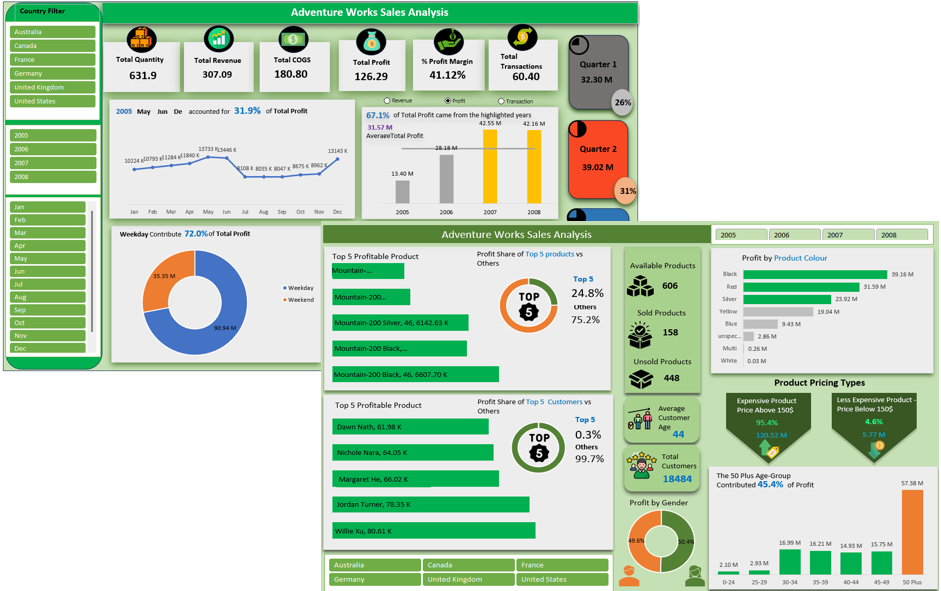 Country Filter
Australia
Canada
France
Germany
United Kingdom
United States
2005
2006
2007
2008
Jan
Feb
Mar
Apr
May
Jun
Jul
Aug
Sep
Oct
Nov
Dec
Adventure Works Sales Analysis
Total Quantity
631.9
Total Revenue
307.09
Total COGS
180.80
Total Profit
126.29
% Profit Margin
41.12%
Total
Transactions
60.40
Quarter 1
32.30 M
26%
Quarter 2
39.02 M
31%
2005 May Jun De accounted for 31.9% of Total Profit
10224 K 10793 K 11284 K 11840 K 13733 K 13446 K 8108 K 8035 K 8047 K 8675 K 8962 K 13143 K
Jan Feb Mar Apr May Jun Jul Aug Sep Oct Nov Dec
Revenue Profit Transaction
67.1% of Total Profit came from the highlighted years
31.57 M
AverazeTotal Profit
13.40 M 28.18 M 42.55 M 42.16 M
2005 2006 2007 2008
Weekday Contribute 72.0% of Total Profit
35.35 M
90.94 M
Weekday
Weekend
Adventure Works Sales Analysis
2005 2006 2007 2008
Top 5 Profitable Product
Mountain-...
Mountain-200...
Mountain-200 Silver, 46, 6142.63 K
Mountain-200 Black,...
Mountain-200 Black, 46, 6607.70 K
Profit Share of Top 5 products vs
Others
TOP
5
Top 5
24.8%
Others
75.2%
Top 5 Profitable Product
Dawn Nath, 61.98 K
Nichole Nara, 64.05 K
Margaret He, 66.02 K
Jordan Turner, 78.35 K
Willie Xu, 80.61 K
Profit Share of Top 5 Customers vs
Others
TOP
5
Top 5
0.3%
Others
99.7%
Australia Canada France
Germany United Kingdom United States
Available Products
606
Sold Products
158
Unsold Products
448
Average
Customer
Age
44
Total
Customers
18484
Profit by Gender
49.6%
50.4%
Profit by Product Colour
Black 39.16 M
Red 31.59 M
Silver 23.92 M
Yellow 19.04 M
Blue 9.43 M
unspec... 2.86 M
Multi 0.26 M
White 0.03 M
Product Pricing Types
Expensive Product
Price Above 150$
95.4%
120.52 M
Less Expensive Product -
Price Below 150$
4.6%
5.77 M
The 50 Plus Age-Group
Contributed 45.4% of Profit
2.10 M 2.93 M 16.99 M 16.21 M 14.93 M 15.75 M 57.38 M
0-24 25-29 30-34 35-39 40-44 45-49 50 Plus